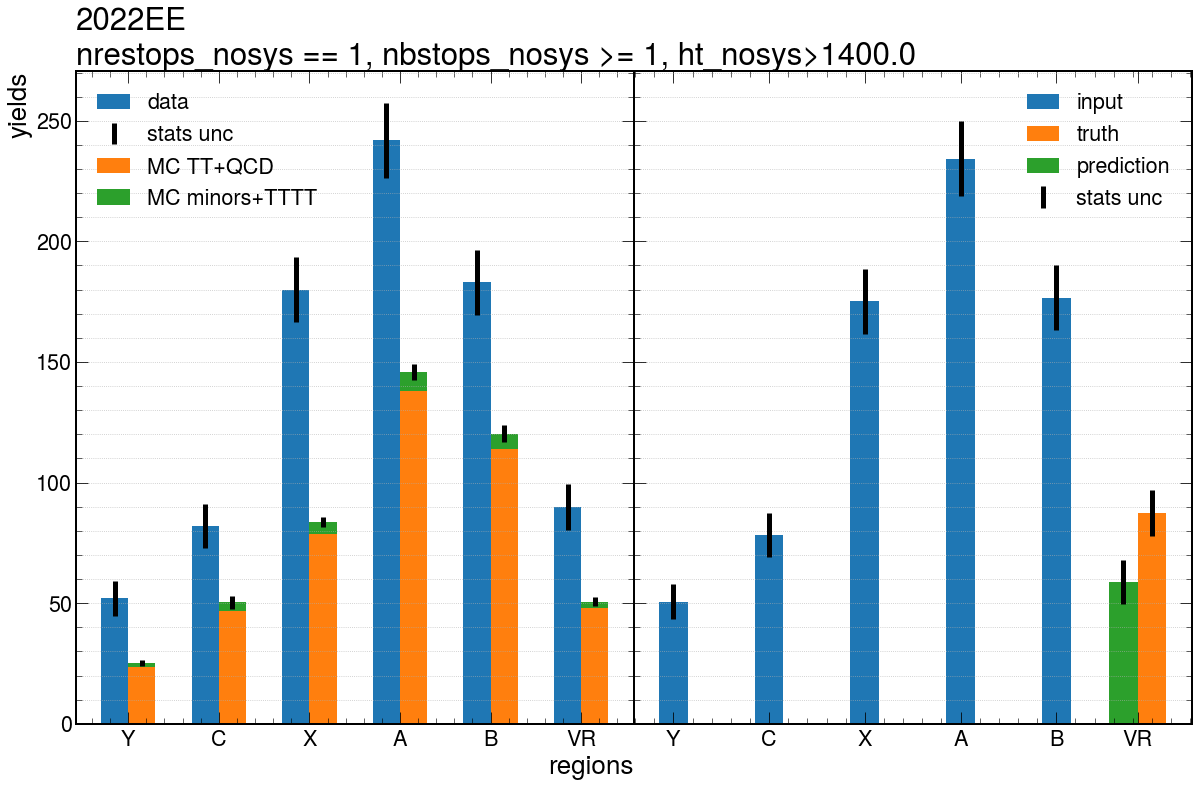 2022EE
nrestops_nosys == 1, nbstops_nosys >= 1, ht_nosys>1400.0
yields
250
200
150
100
50
0
data
stats unc
MC TT+QCD
MC minors+TTTT
input
truth
prediction
stats unc
Y C X A B VR
Y C X A B VR
regions